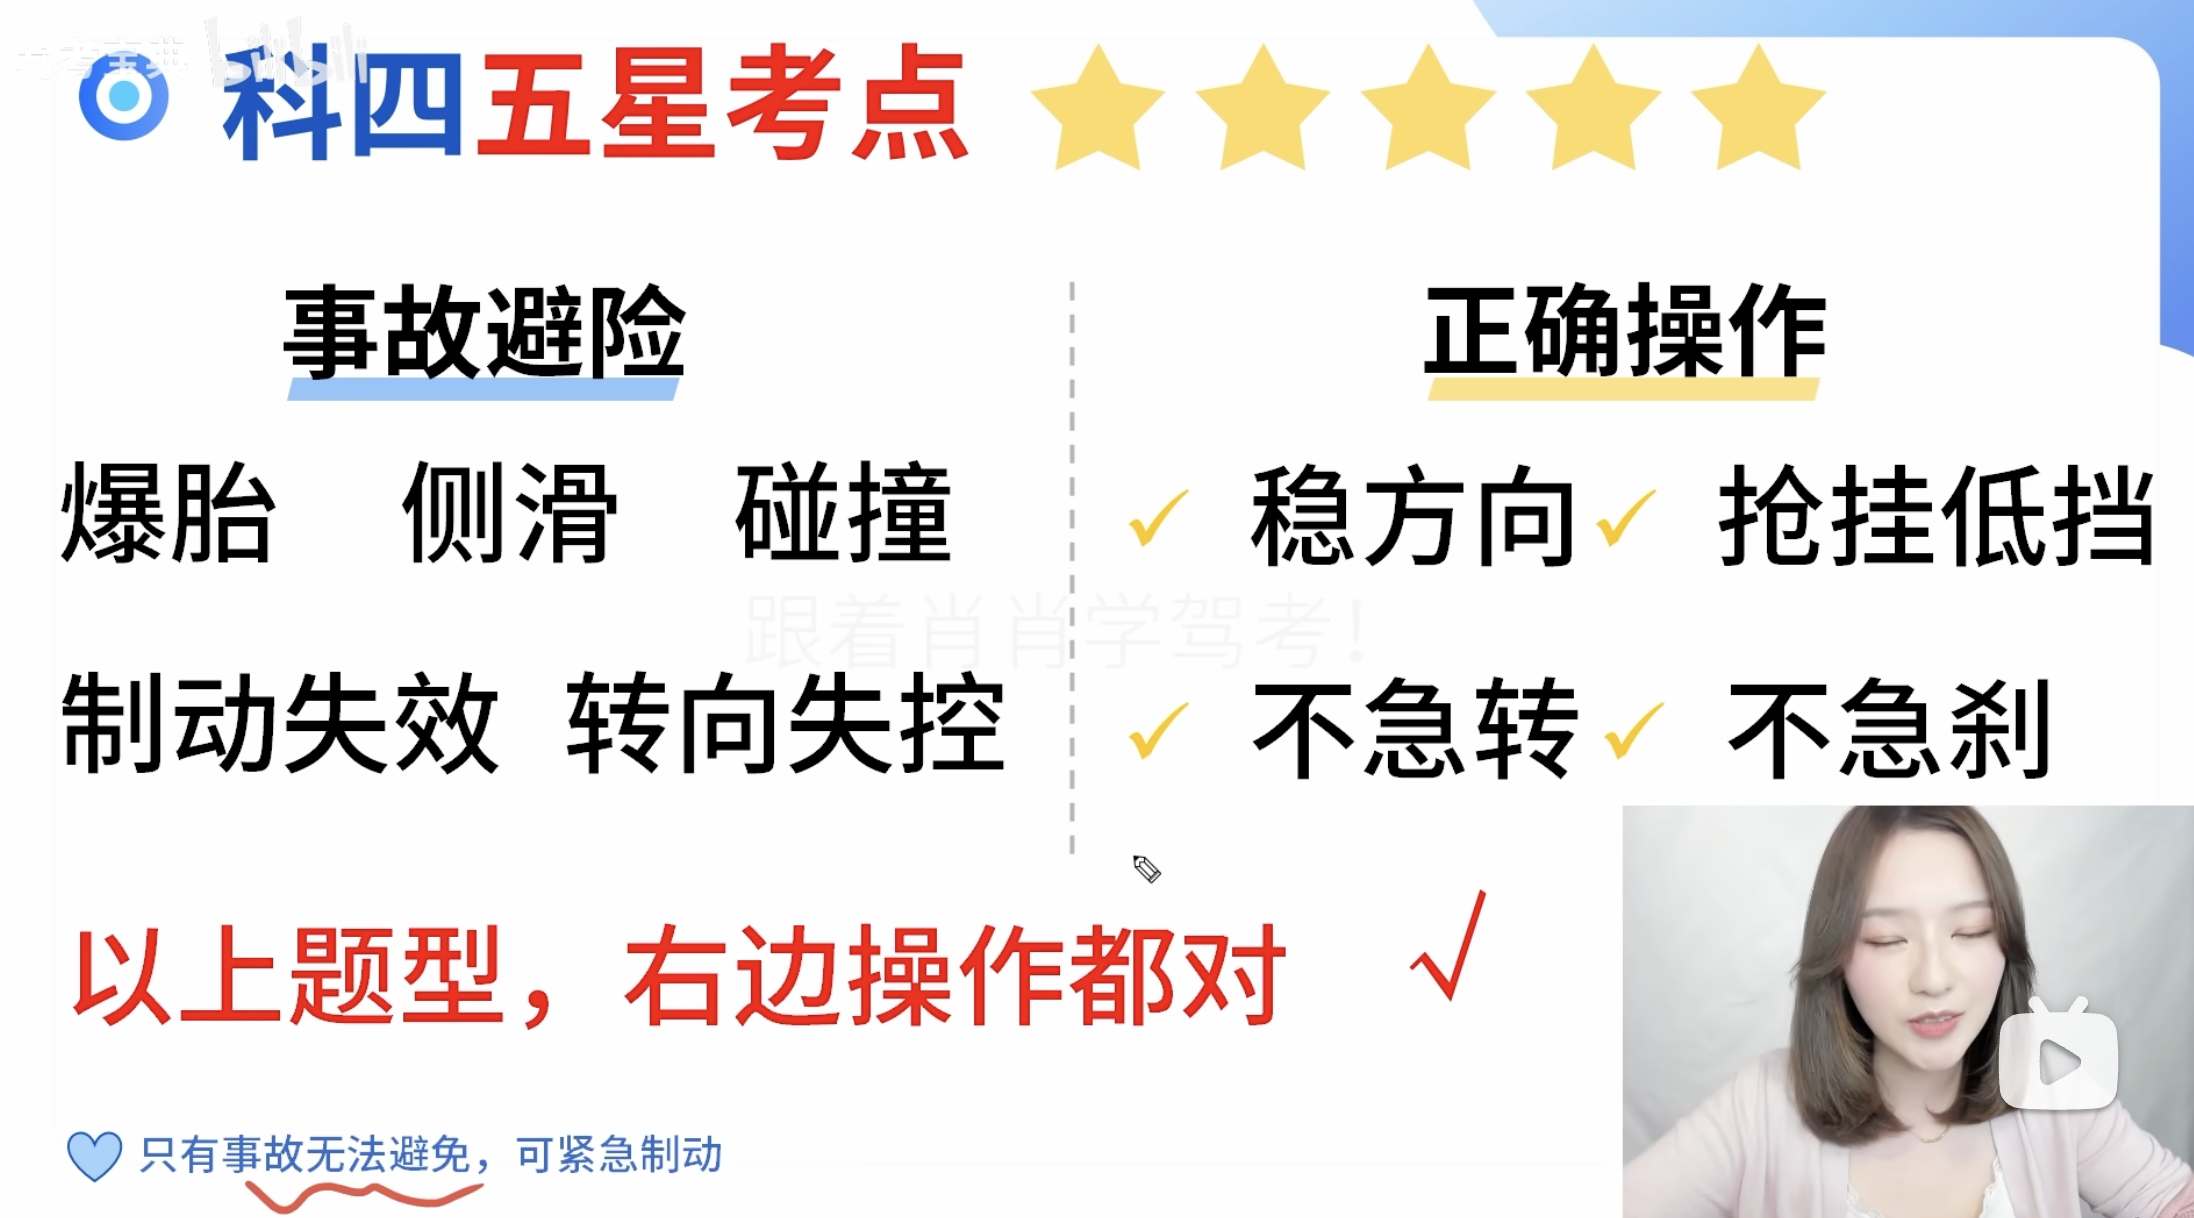 科四五星考点
事故避险
正确操作
爆胎 侧滑 碰撞
稳方向 抢挂低挡
跟着肖肖学驾考！
制动失效 转向失控
不急转 不急刹
以上题型，右边操作都对
只有事故无法避免，可紧急制动